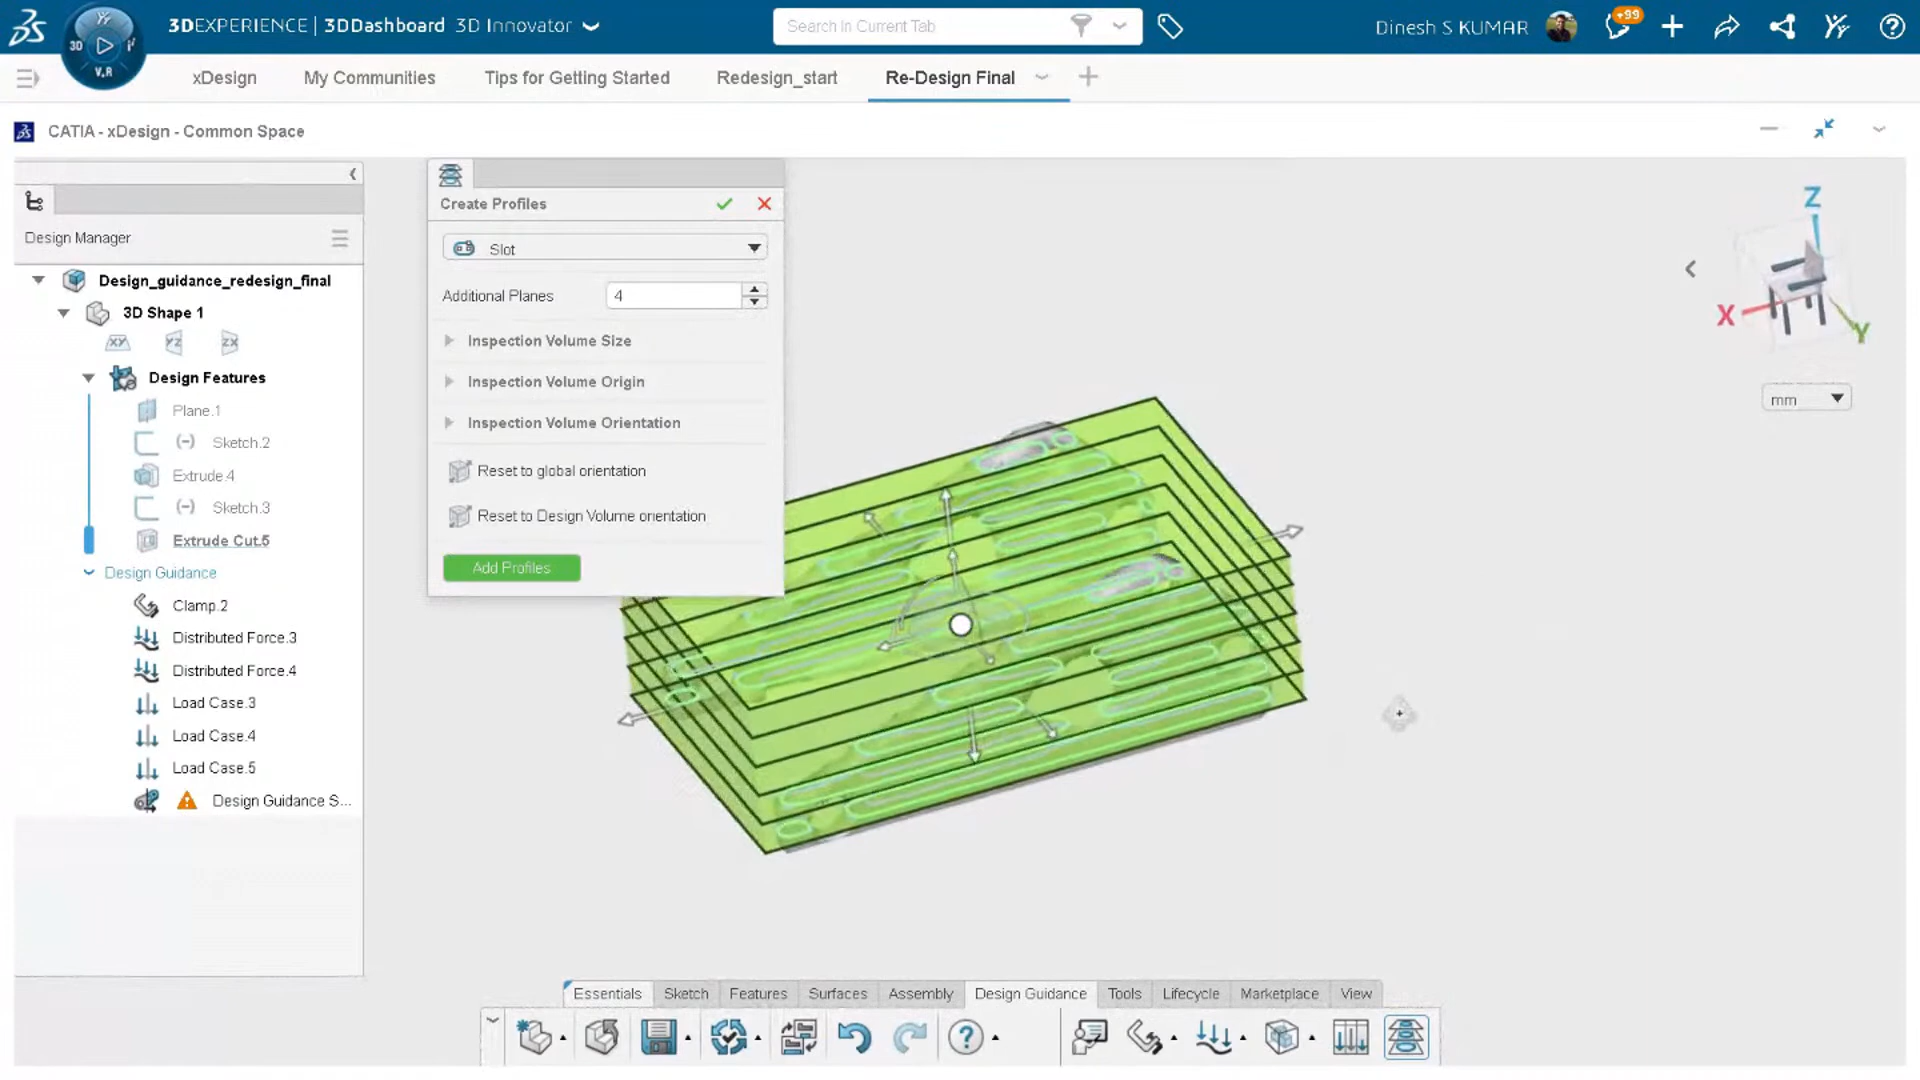 3DEXPERIENCE | 3DDashboard 3D Innovator
Search In Current Tab
Dinesh S KUMAR
+99
3D
V.R
xDesign
My Communities
Tips for Getting Started
Redesign_start
Re-Design Final
CATIA - xDesign - Common Space
Design Manager
Design_guidance_redesign_final
3D Shape 1
XY
YZ
ZX
Design Features
Plane.1
(-) Sketch.2
Extrude.4
(-) Sketch.3
Extrude Cut.5
Design Guidance
Clamp.2
Distributed Force.3
Distributed Force.4
Load Case.3
Load Case.4
Load Case.5
Design Guidance S...
Create Profiles
Slot
Additional Planes 4
Inspection Volume Size
Inspection Volume Origin
Inspection Volume Orientation
Reset to global orientation
Reset to Design Volume orientation
Add Profiles
Z
X
Y
mm
Essentials
Sketch
Features
Surfaces
Assembly
Design Guidance
Tools
Lifecycle
Marketplace
View